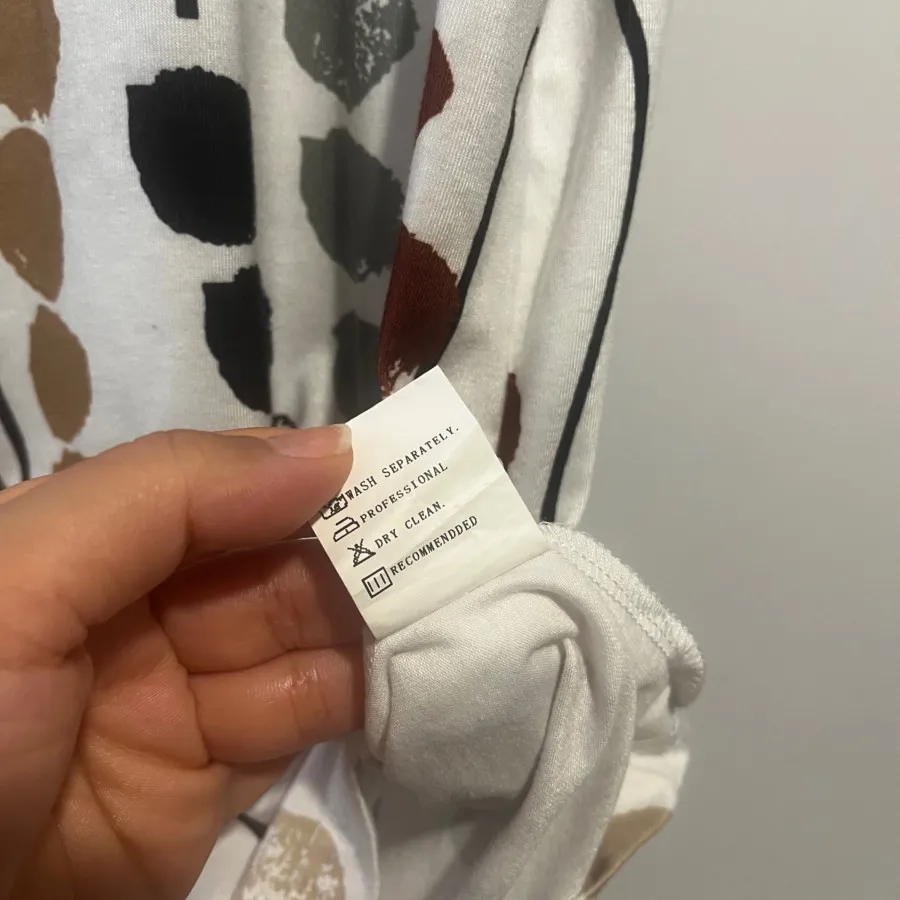 WASH SEPARATELY.
PROFESSIONAL
DRY CLEAN.
RECOMMENDDED